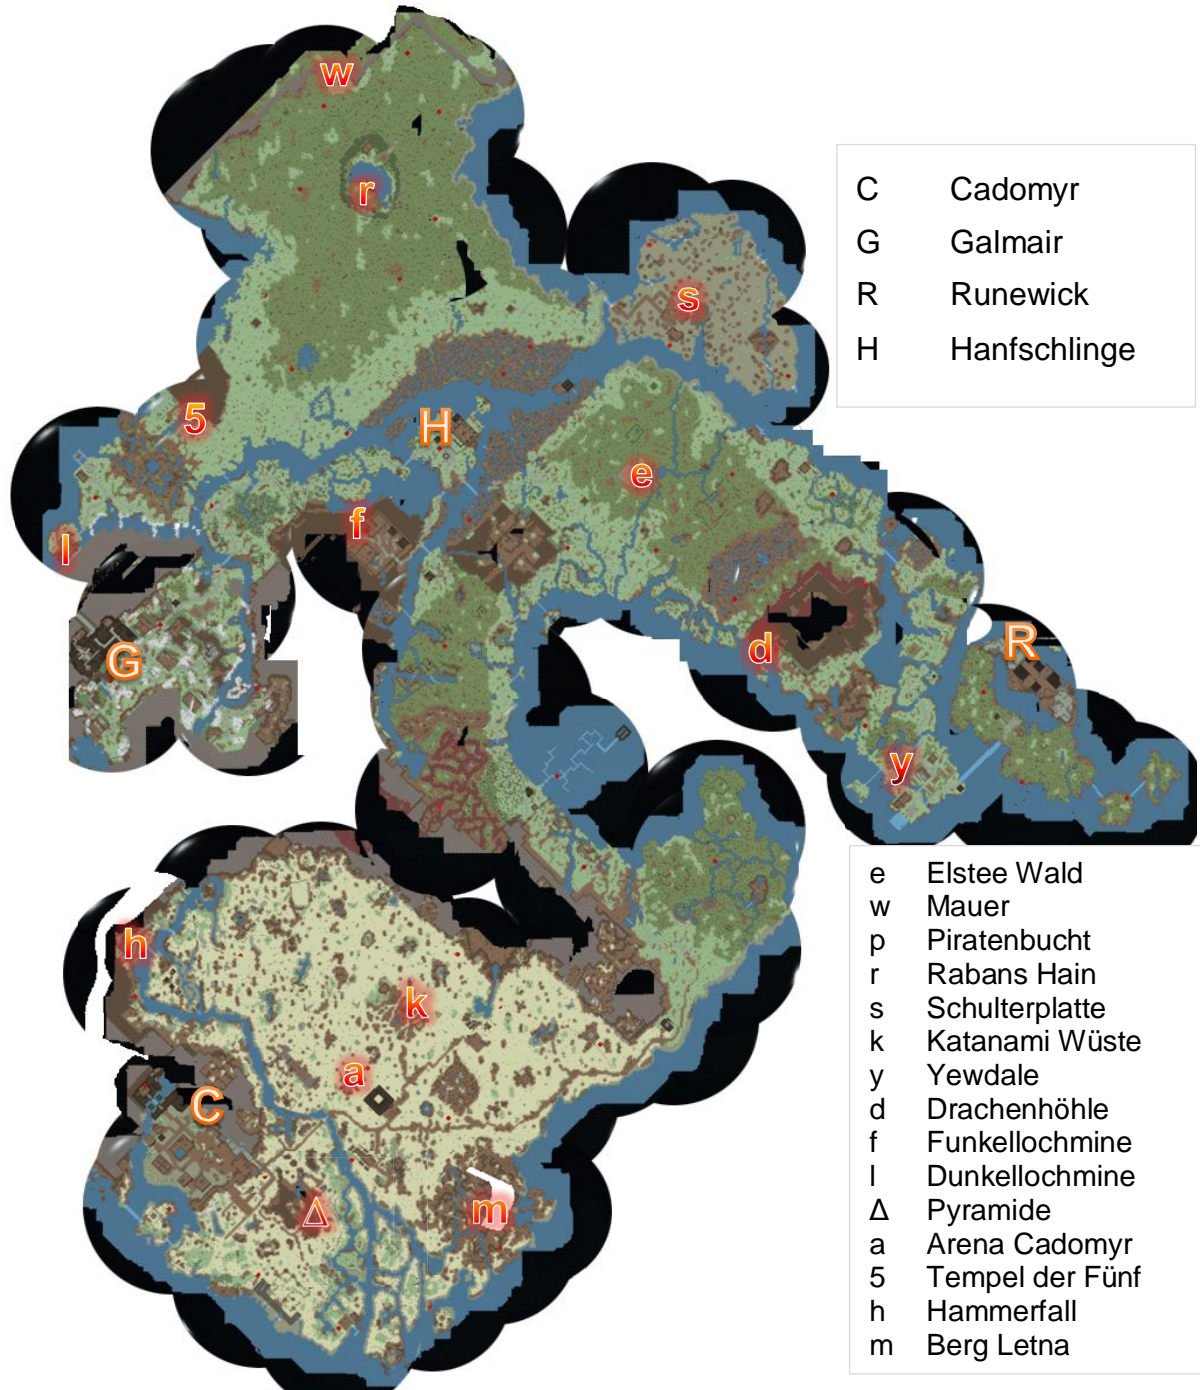 w
r
s
5
H
e
f
l
G
d
R
y
h
k
a
C
Δ
m
C Cadomyr
G Galmair
R Runewick
H Hanfschlinge
e Elstee Wald
w Mauer
p Piratenbucht
r Rabans Hain
s Schulterplatte
k Katanami Wüste
y Yewdale
d Drachenhöhle
f Funkellochmine
l Dunkellochmine
Δ Pyramide
a Arena Cadomyr
5 Tempel der Fünf
h Hammerfall
m Berg Letna